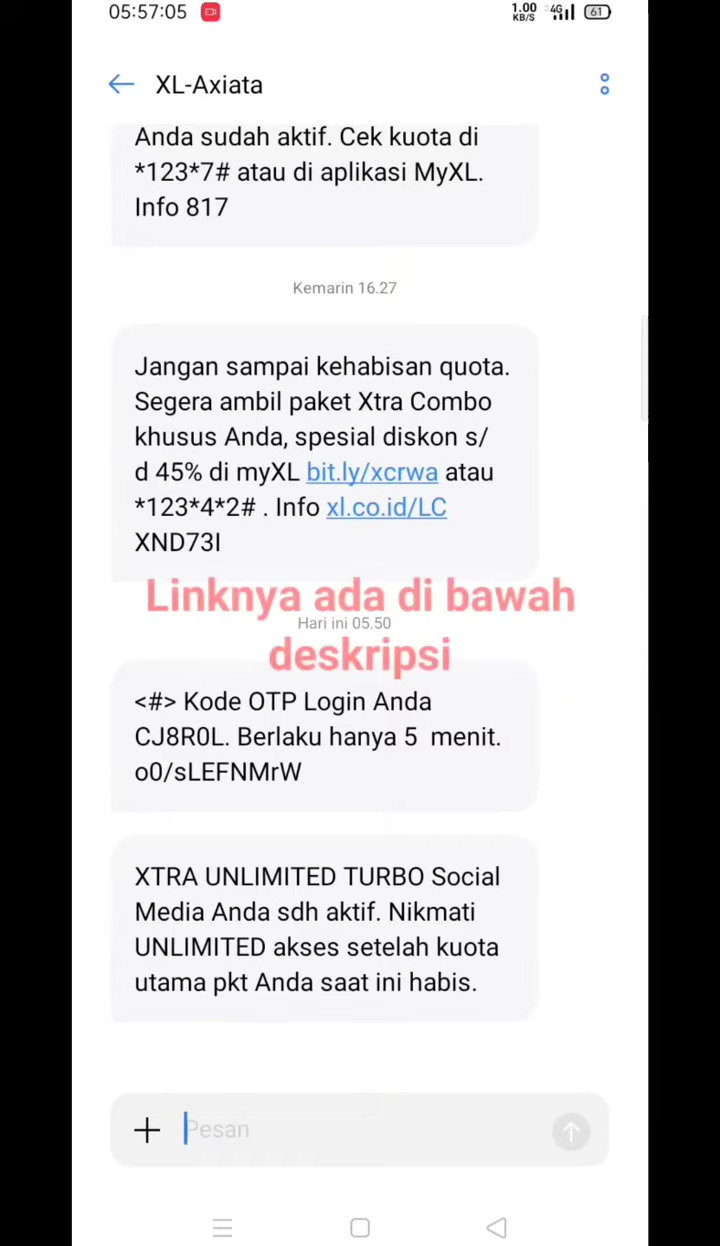 05:57:05
1.00 KB/S 4G 61
XL-Axiata
Anda sudah aktif. Cek kuota di
*123*7# atau di aplikasi MyXL.
Info 817
Kemarin 16.27
Jangan sampai kehabisan quota.
Segera ambil paket Xtra Combo
khusus Anda, spesial diskon s/
d 45% di myXL bit.ly/xcrwa atau
*123*4*2# . Info xl.co.id/LC
XND73I
Linknya ada di bawah
Hari ini 05.50
deskripsi
<#> Kode OTP Login Anda
CJ8R0L. Berlaku hanya 5 menit.
o0/sLEFNMrW
XTRA UNLIMITED TURBO Social
Media Anda sdh aktif. Nikmati
UNLIMITED akses setelah kuota
utama pkt Anda saat ini habis.
Pesan